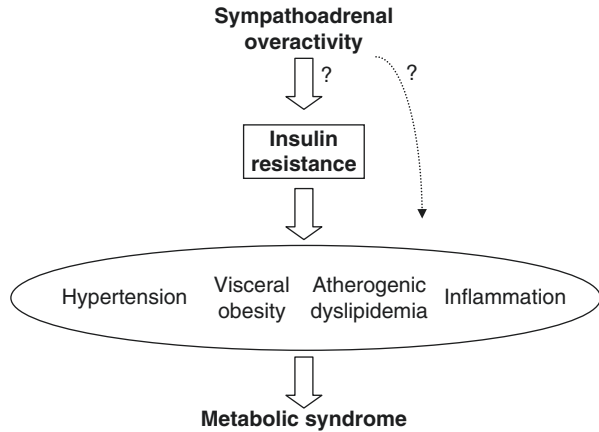 Sympathoadrenal
overactivity
?
?
Insulin
resistance
Hypertension
Visceral
obesity
Atherogenic
dyslipidemia
Inflammation
Metabolic syndrome